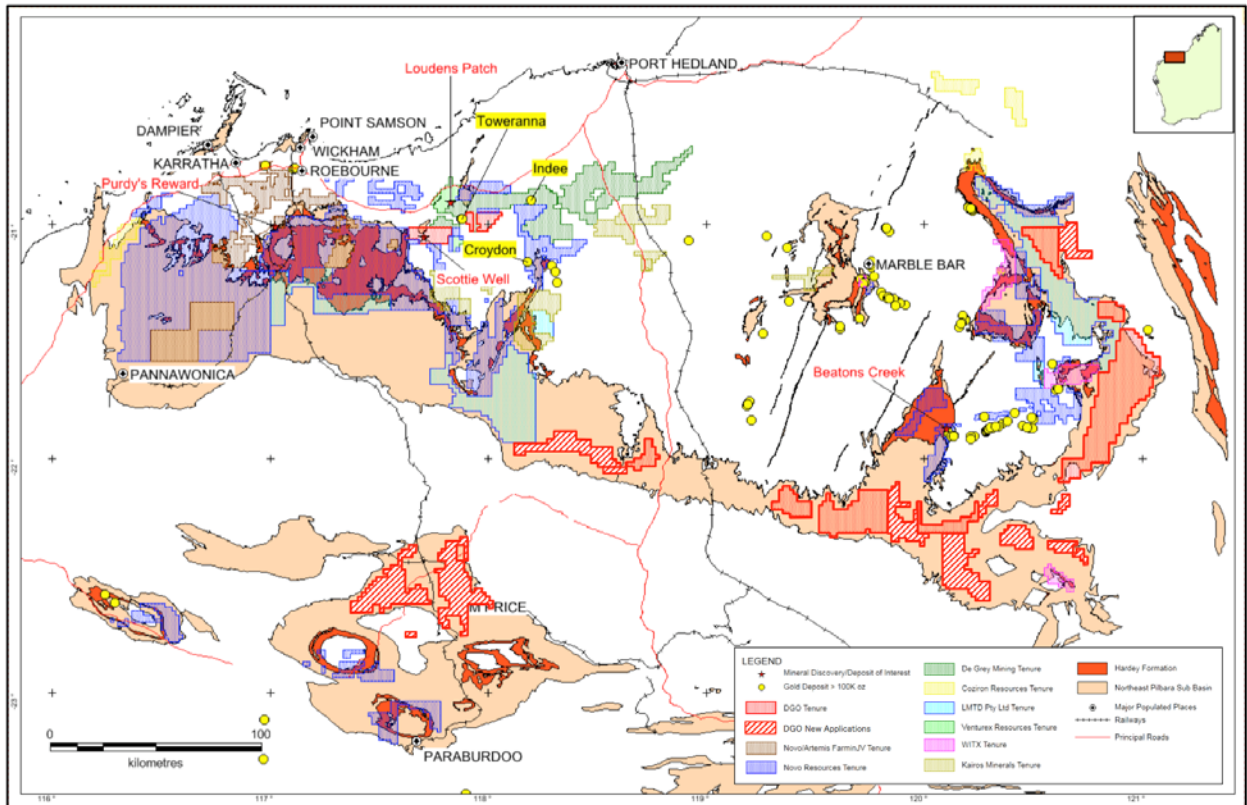 Loudens Patch
PORT HEDLAND
Toweranna
POINT SAMSON
DAMPIER
WICKHAM
KARRATHA
ROEBOURNE
Indee
Purdy's Reward
-21
Croydon
MARBLE BAR
Scottie Well
PANNAWONICA
Beatons Creek
-22
PRICE
-23
PARABURDOO
0 100
kilometres
116 ° 117 ° 118 ° 119 ° 120 ° 121 °
LEGEND
Mineral Discovery/Deposit of Interest
Gold Deposit > 100K oz
DGO Tenure
DGO New Applications
Novo/Artemis FarminJV Tenure
Novo Resources Tenure
De Grey Mining Tenure
Coziron Resources Tenure
LMTD Pty Ltd Tenure
Venturex Resources Tenure
WITX Tenure
Kairos Minerals Tenure
Hardey Formation
Northeast Pilbara Sub Basin
Major Populated Places
Railways
Principal Roads